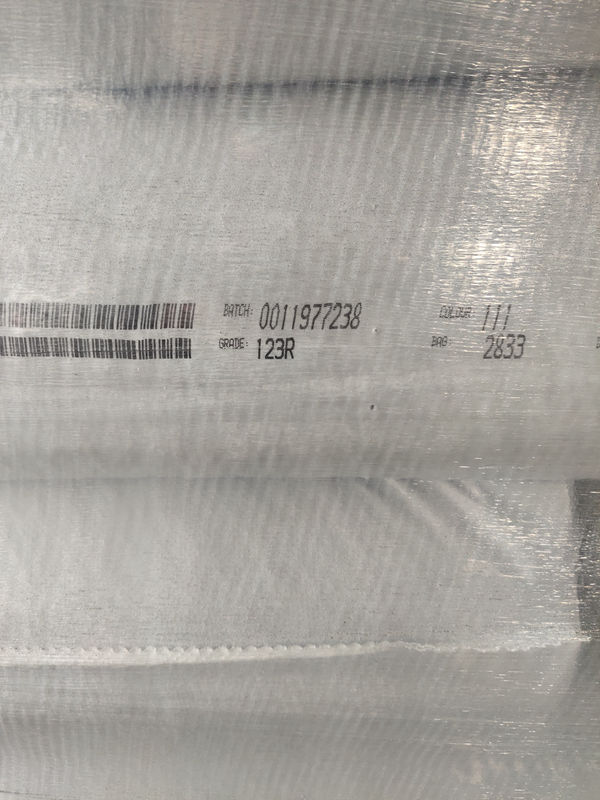 BATCH: 0011977238 COLOUR: 111
GRADE: 123R BAG: 2833